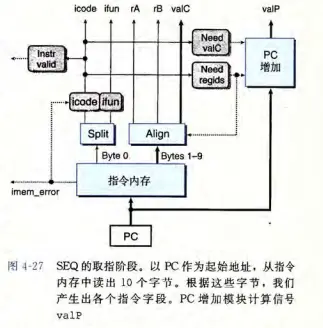 icode ifun rA rB valC valP
Instr
valid
Need
valC
Need
regids
PC
增加
icode ifun
Split
Align
Byte 0
Bytes 1–9
指令内存
imem_error
PC
图 4-27 SEQ的取指阶段。以 PC 作为起始地址，从指令
内存中读出 10 个字节。根据这些字节，我们
产生出各个指令字段。PC 增加模块计算信号
valP